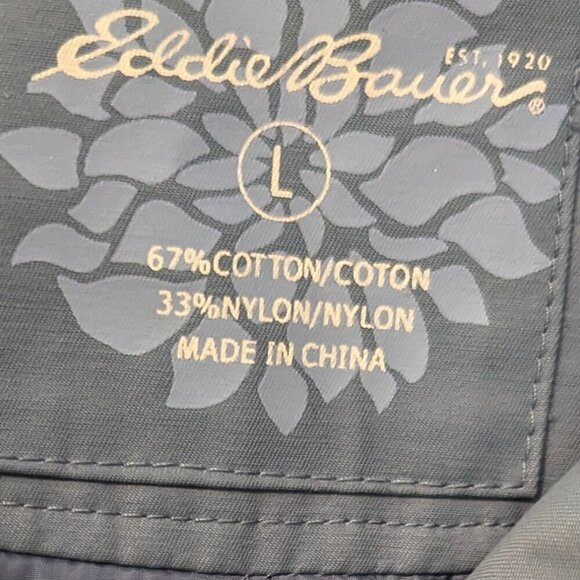 Eddie Bauer®
EST. 1920
L
67%COTTON/COTON
33%NYLON/NYLON
MADE IN CHINA